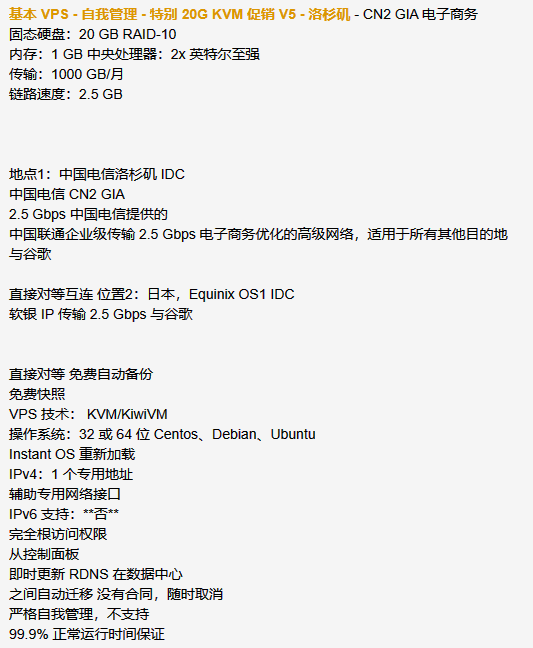 基本 VPS - 自我管理 - 特别 20G KVM 促销 V5 - 洛杉矶 - CN2 GIA 电子商务
固态硬盘：20 GB RAID-10
内存：1 GB 中央处理器：2x 英特尔至强
传输：1000 GB/月
链路速度：2.5 GB
地点1：中国电信洛杉矶 IDC
中国电信 CN2 GIA
2.5 Gbps 中国电信提供的
中国联通企业级传输 2.5 Gbps 电子商务优化的高级网络，适用于所有其他目的地
与谷歌
直接对等互连 位置2：日本，Equinix OS1 IDC
软银 IP 传输 2.5 Gbps 与谷歌
直接对等 免费自动备份
免费快照
VPS 技术： KVM/KiwiVM
操作系统：32 或 64 位 Centos、Debian、Ubuntu
Instant OS 重新加载
IPv4：1 个专用地址
辅助专用网络接口
IPv6 支持：**否**
完全根访问权限
从控制面板
即时更新 RDNS 在数据中心
之间自动迁移 没有合同，随时取消
严格自我管理，不支持
99.9% 正常运行时间保证